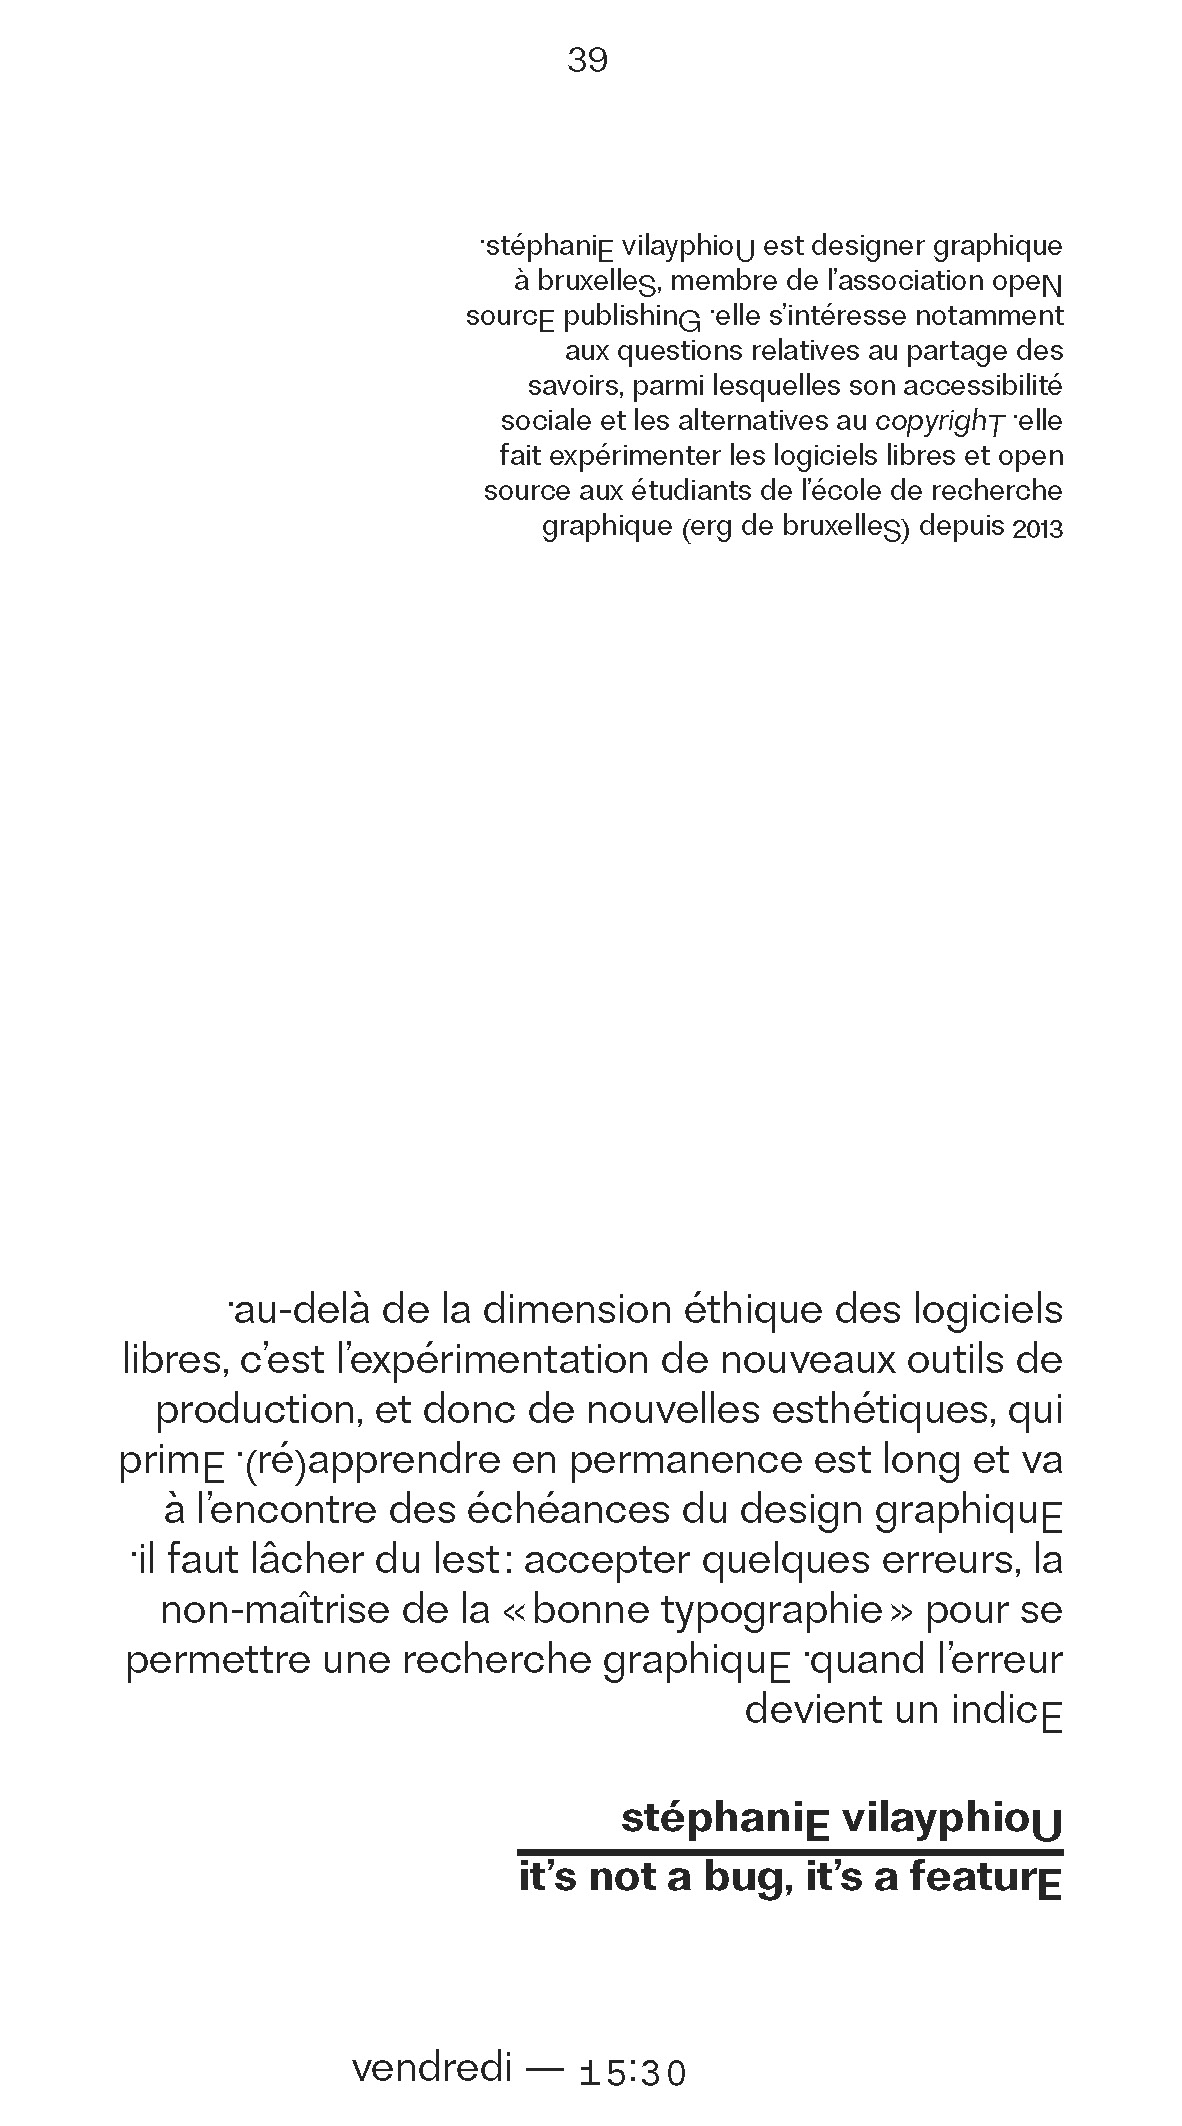 39
·stéphaniE vilayphioU est designer graphique
à bruxelleS, membre de l’association opeN
sourcE publishinG ·elle s’intéresse notamment
aux questions relatives au partage des
savoirs, parmi lesquelles son accessibilité
sociale et les alternatives au copyrighT ·elle
fait expérimenter les logiciels libres et open
source aux étudiants de l’école de recherche
graphique (erg de bruxelleS) depuis 2013
·au-delà de la dimension éthique des logiciels
libres, c’est l’expérimentation de nouveaux outils de
production, et donc de nouvelles esthétiques, qui
primE ·(ré)apprendre en permanence est long et va
à l’encontre des échéances du design graphiquE
·il faut lâcher du lest : accepter quelques erreurs, la
non-maîtrise de la « bonne typographie » pour se
permettre une recherche graphiquE ·quand l’erreur
devient un indicE
stéphaniE vilayphioU
it’s not a bug, it’s a featurE
vendredi — 15:30